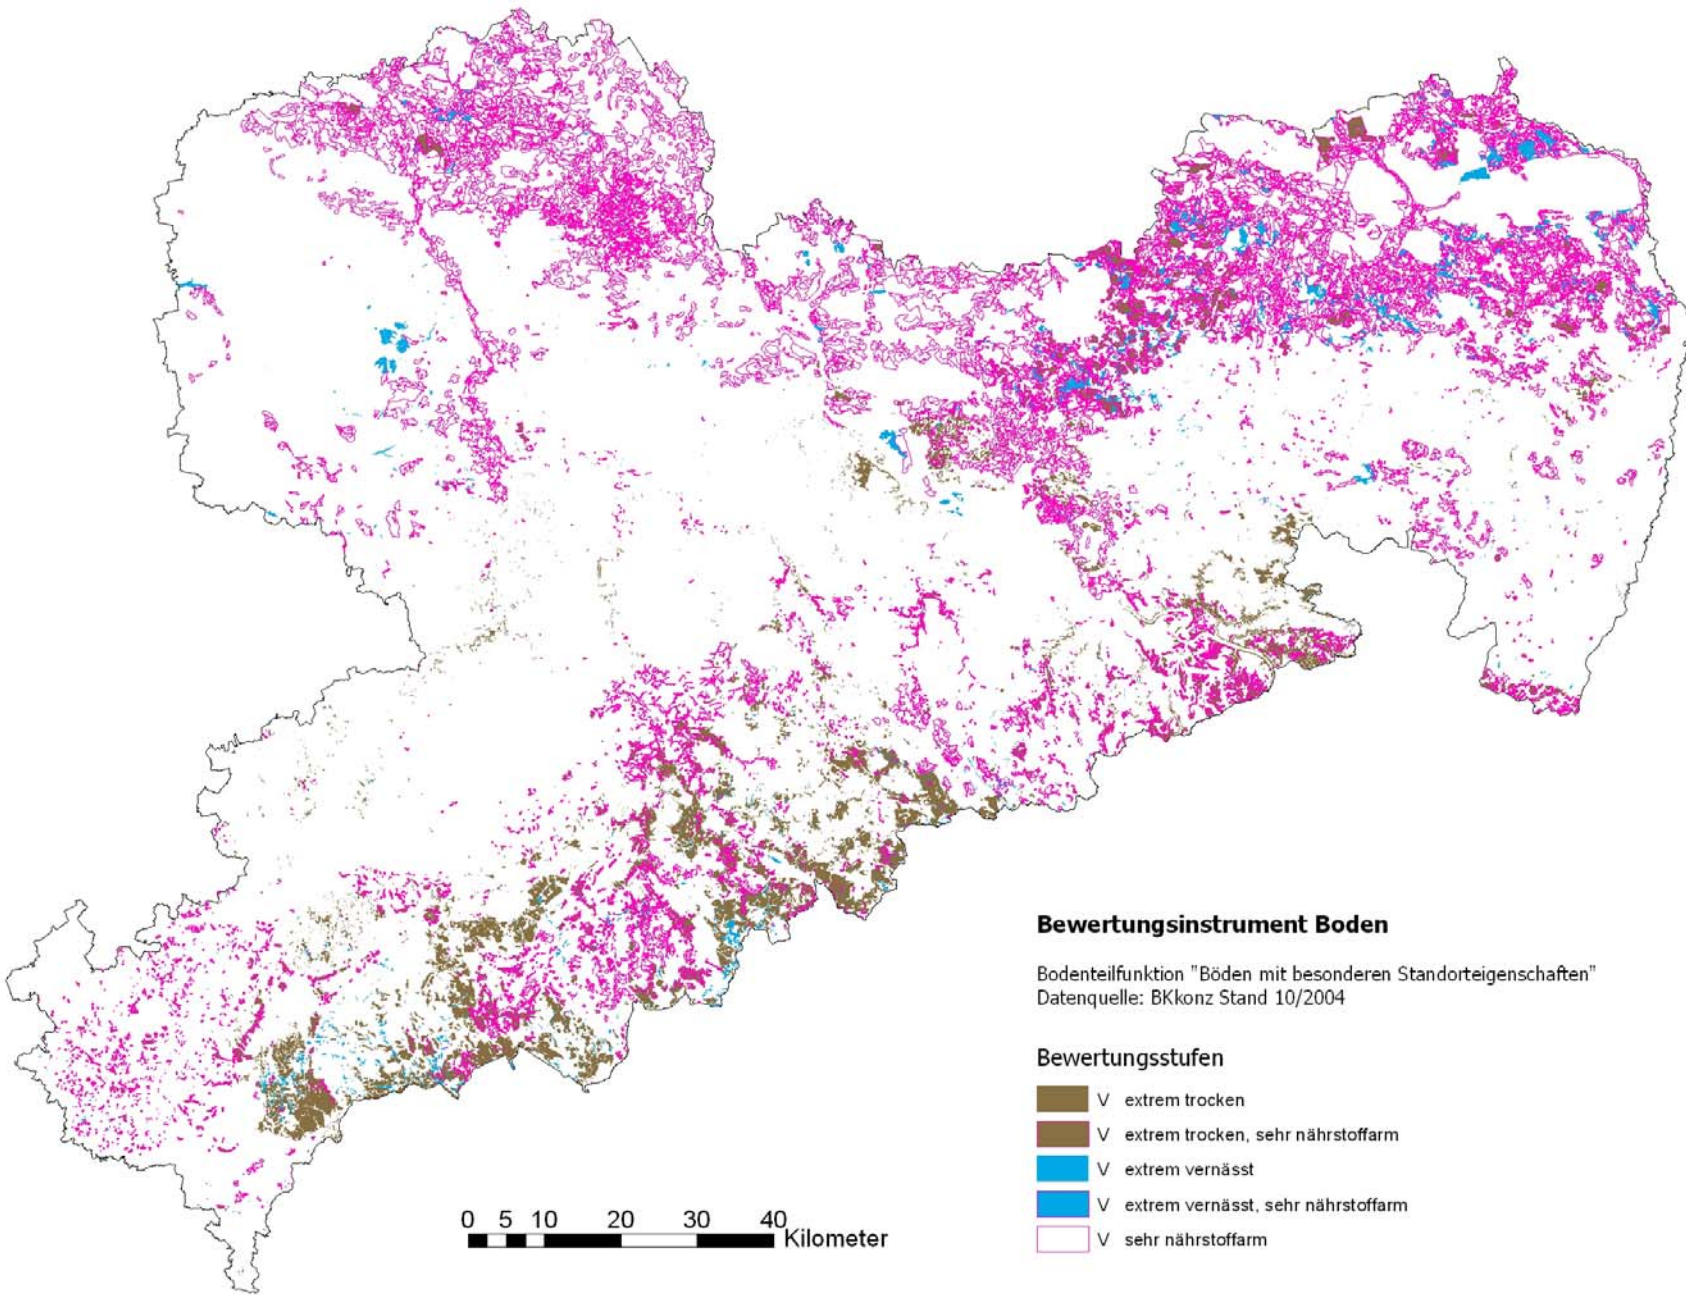 Bewertungsinstrument Boden
Bodenteilfunktion "Böden mit besonderen Standorteigenschaften"
Datenquelle: BKkonz Stand 10/2004
Bewertungsstufen
V extrem trocken
V extrem trocken, sehr nährstoffarm
V extrem vernässt
V extrem vernässt, sehr nährstoffarm
V sehr nährstoffarm
0 5 10 20 30 40
Kilometer